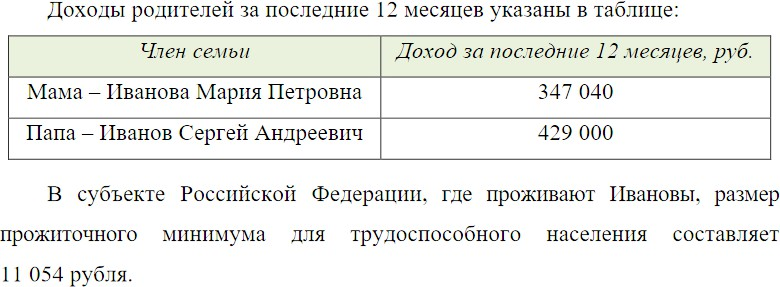 Доходы родителей за последние 12 месяцев указаны в таблице:
Член семьи Доход за последние 12 месяцев, руб.
Мама – Иванова Мария Петровна 347 040
Папа – Иванов Сергей Андреевич 429 000
В субъекте Российской Федерации, где проживают Ивановы, размер
прожиточного минимума для трудоспособного населения составляет
11 054 рубля.